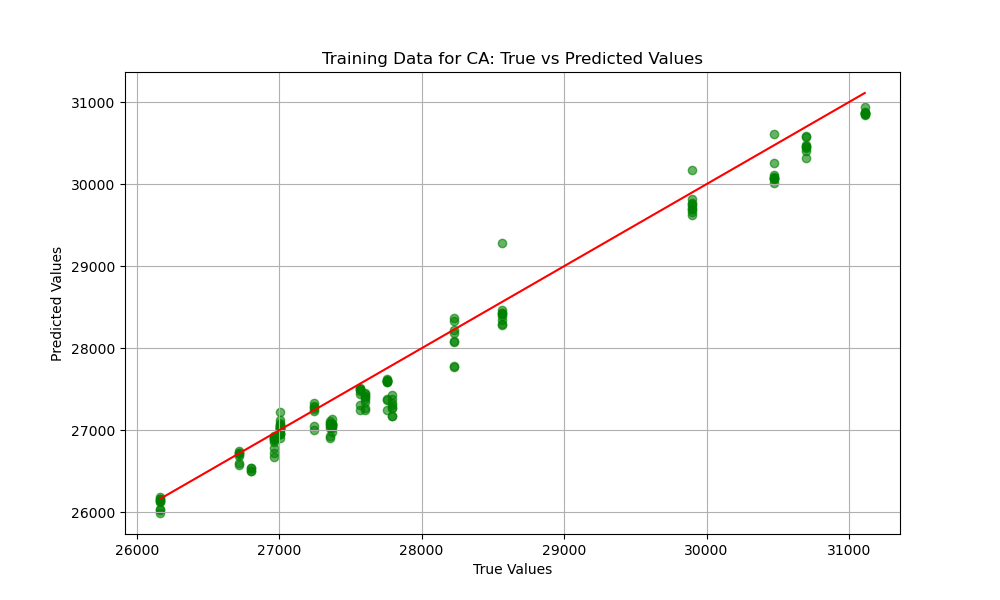 Training Data for CA: True vs Predicted Values
31000
30000
29000
28000
27000
26000
Predicted Values
26000 27000 28000 29000 30000 31000
True Values